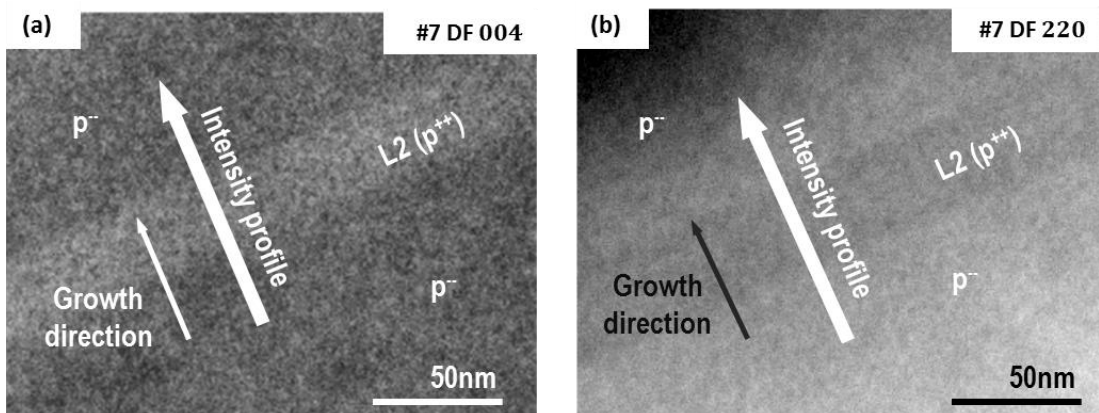 (a)
#7 DF 004
p--
L2 (p++)
Intensity profile
Growth
direction
p--
50nm
(b)
#7 DF 220
p--
L2 (p++)
Intensity profile
Growth
direction
p--
50nm